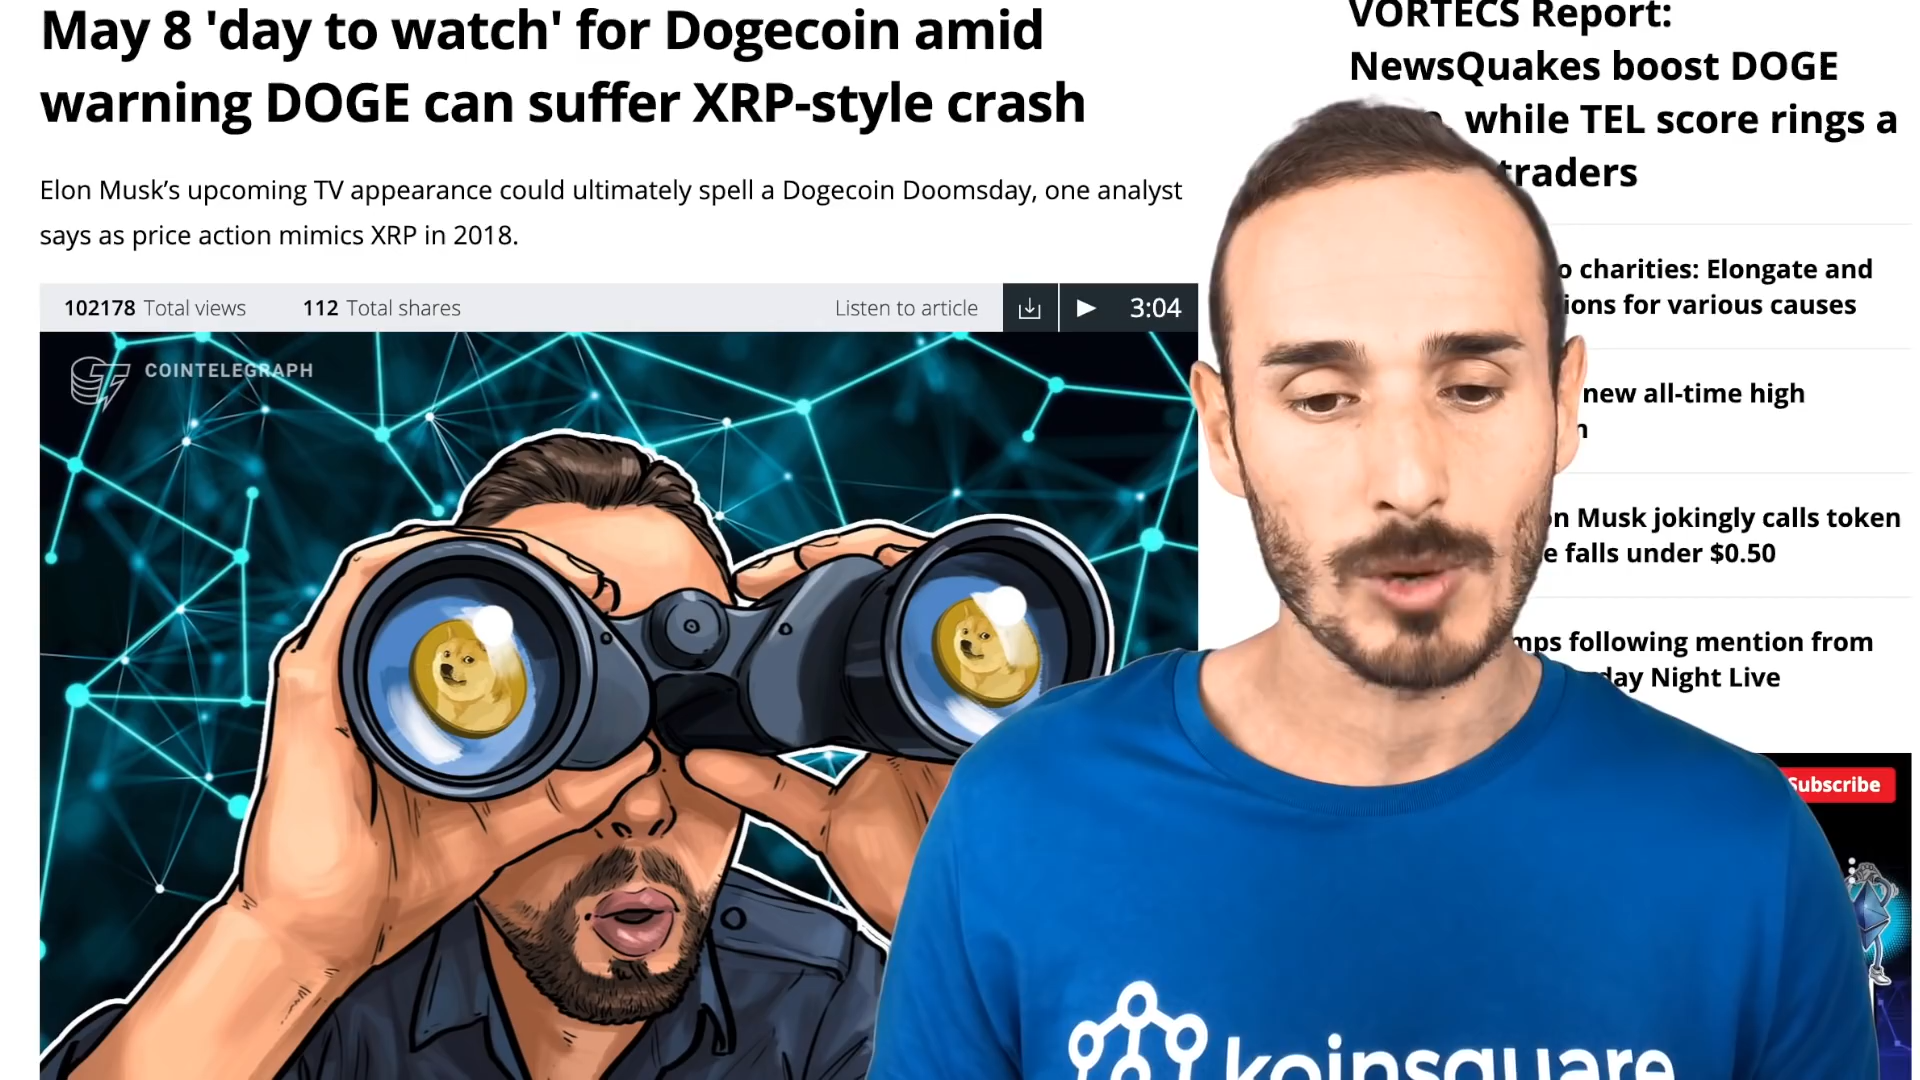 May 8 'day to watch' for Dogecoin amid
warning DOGE can suffer XRP-style crash
Elon Musk’s upcoming TV appearance could ultimately spell a Dogecoin Doomsday, one analyst
says as price action mimics XRP in 2018.
102178 Total views 112 Total shares Listen to article 3:04
COINTELEGRAPH
VORTECS Report:
NewsQuakes boost DOGE
while TEL score rings a
traders
charities: Elongate and
for various causes
new all-time high
Musk jokingly calls token
falls under $0.50
following mention from
Night Live
Subscribe
koinsquare